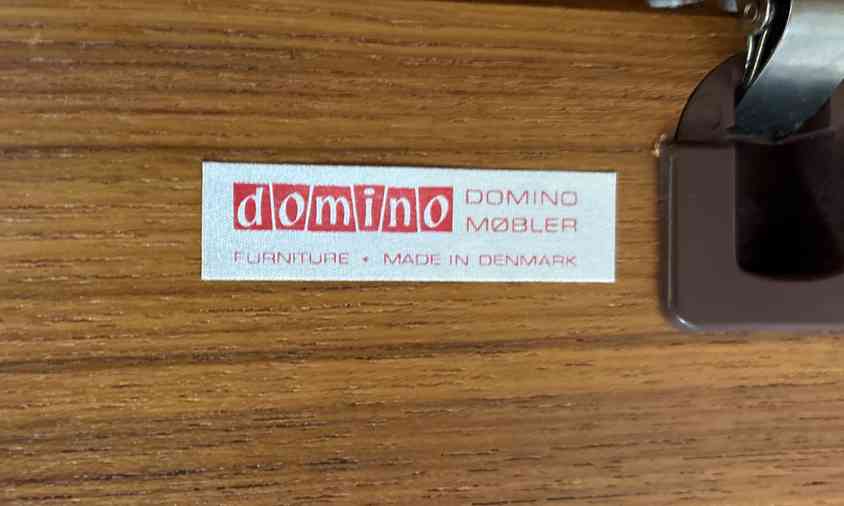 domino DOMINO
MØBLER
FURNITURE • MADE IN DENMARK